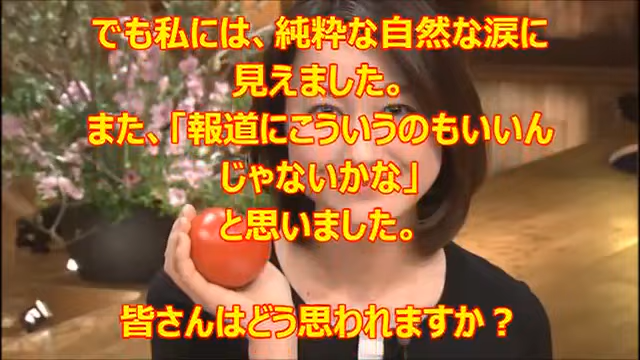 でも私には、純粋な自然な涙に
見えました。
また、「報道にこういうのもいいん
じゃないかな」
と思いました。
皆さんはどう思われますか？